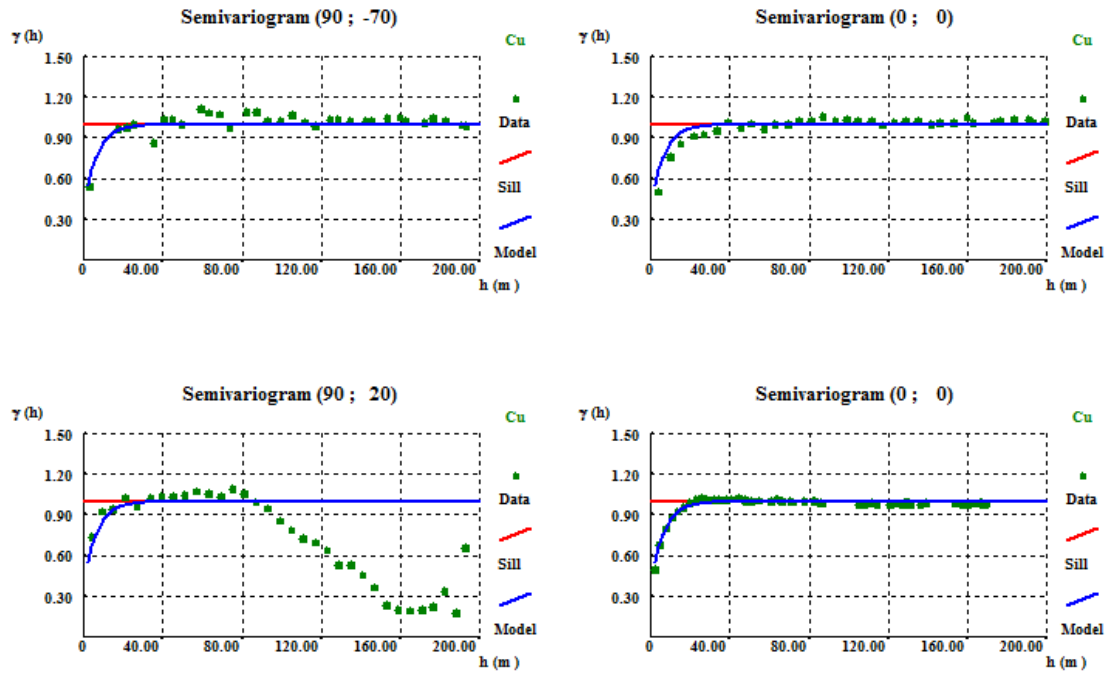 Semivariogram (90 ; -70)
γ (h)
Cu
1.50
1.20
0.90
0.60
0.30
Data
Sill
Model
0 40.00 80.00 120.00 160.00 200.00
h (m )
Semivariogram (0 ; 0)
γ (h)
Cu
1.50
1.20
0.90
0.60
0.30
Data
Sill
Model
0 40.00 80.00 120.00 160.00 200.00
h (m )
Semivariogram (90 ; 20)
γ (h)
Cu
1.50
1.20
0.90
0.60
0.30
Data
Sill
Model
0 40.00 80.00 120.00 160.00 200.00
h (m )
Semivariogram (0 ; 0)
γ (h)
Cu
1.50
1.20
0.90
0.60
0.30
Data
Sill
Model
0 40.00 80.00 120.00 160.00 200.00
h (m )